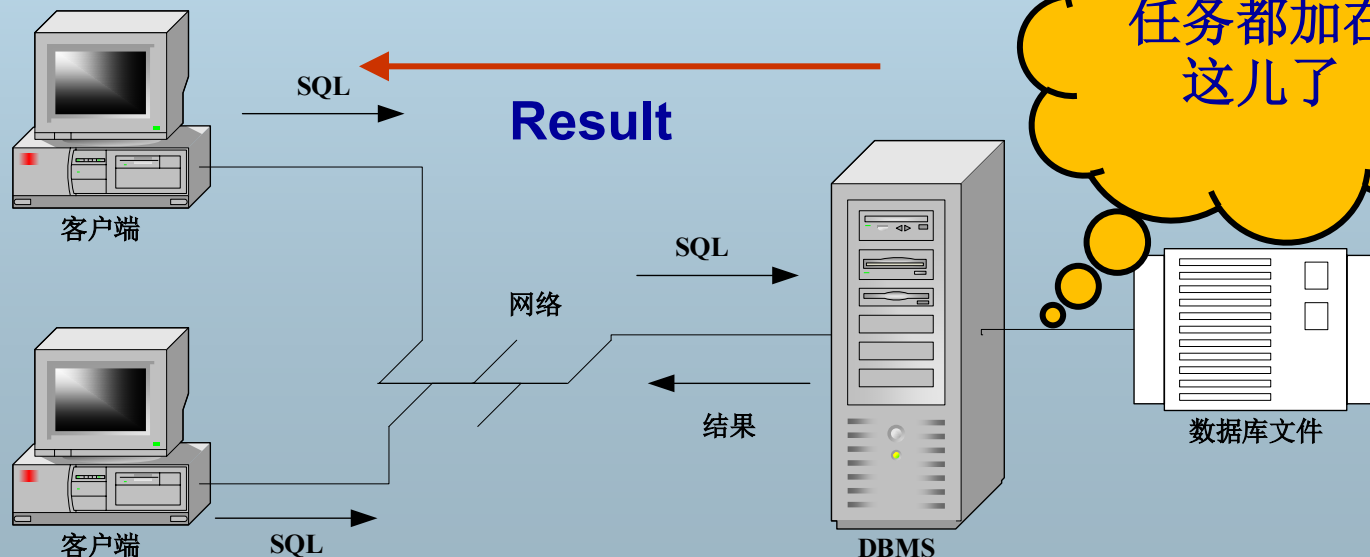 任务都加在
这儿了
SQL
Result
客户端
SQL
网络
结果
数据库文件
客户端
SQL
DBMS